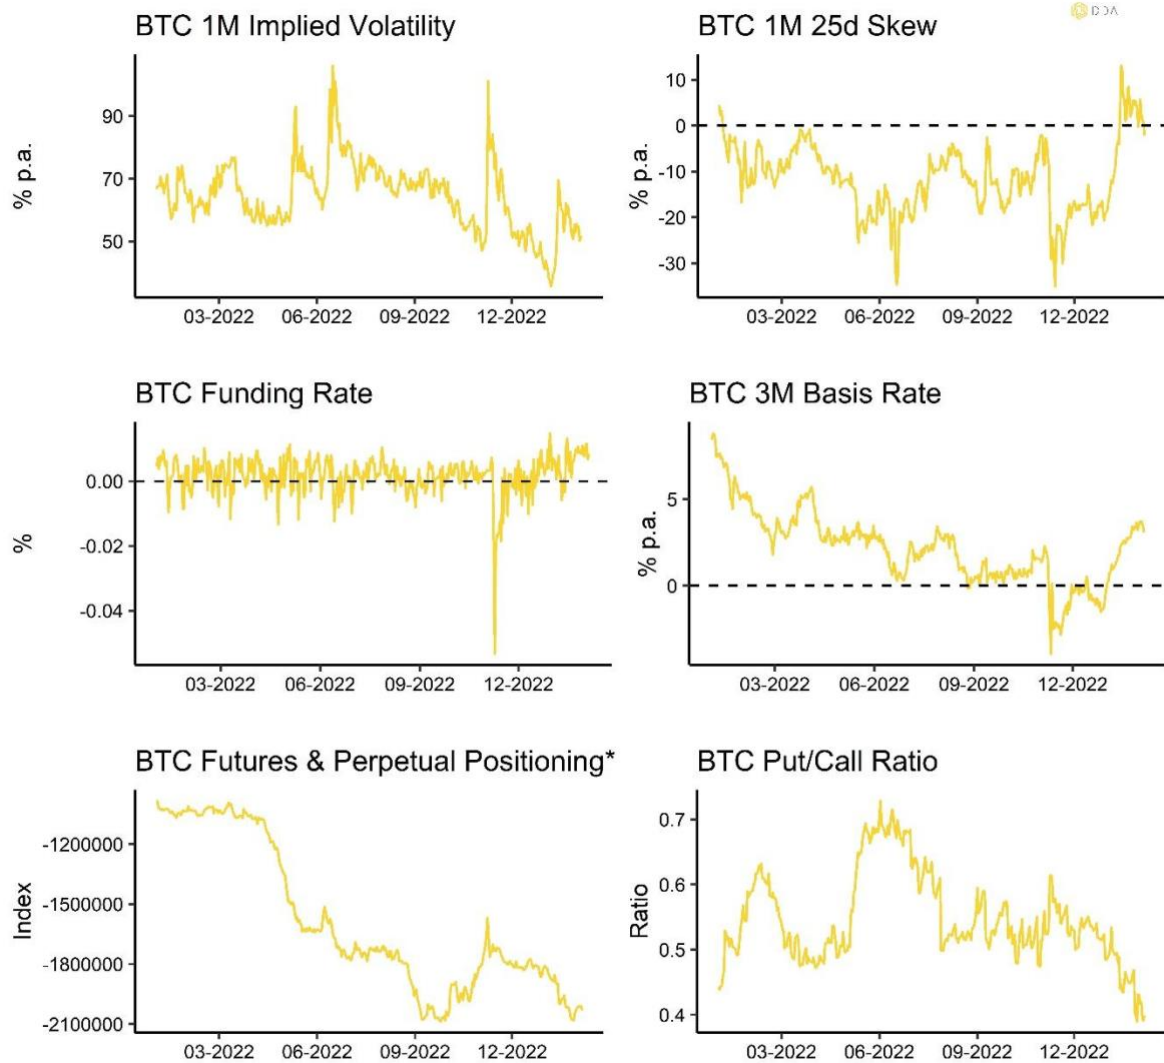 DDA
BTC 1M Implied Volatility
BTC 1M 25d Skew
% p.a.
90
70
50
03-2022 06-2022 09-2022 12-2022
% p.a.
10
0
-10
-20
-30
03-2022 06-2022 09-2022 12-2022
BTC Funding Rate
BTC 3M Basis Rate
%
0.00
-0.02
-0.04
03-2022 06-2022 09-2022 12-2022
% p.a.
5
0
03-2022 06-2022 09-2022 12-2022
BTC Futures & Perpetual Positioning*
BTC Put/Call Ratio
Index
-1200000
-1500000
-1800000
-2100000
03-2022 06-2022 09-2022 12-2022
Ratio
0.7
0.6
0.5
0.4
03-2022 06-2022 09-2022 12-2022